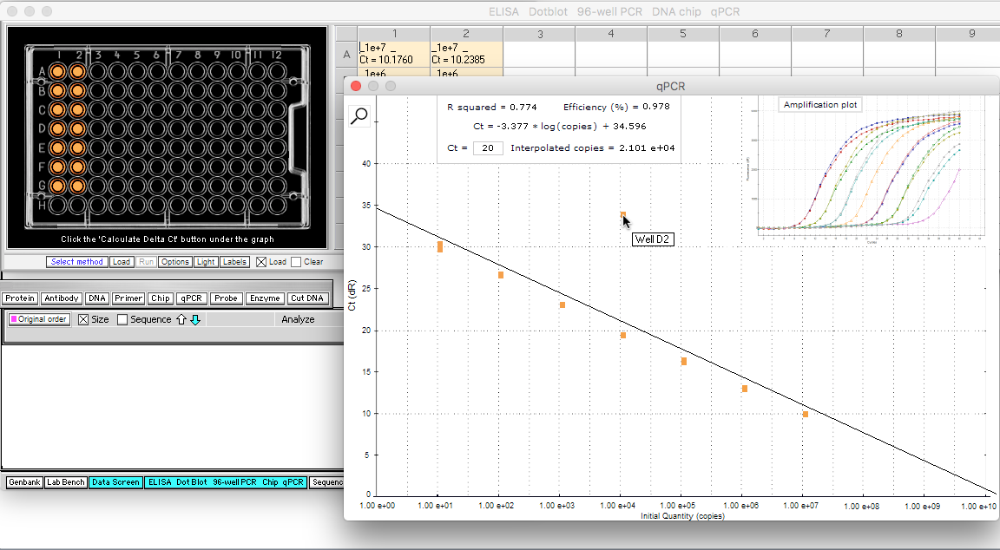 ELISA Dotblot 96-well PCR DNA chip qPCR
1 2 3 4 5 6 7 8 9 10 11 12
A
B
C
D
E
F
G
H
Click the 'Calculate Delta Ct' button under the graph
Select method Load Run Options Light Labels Load Clear
Protein Antibody DNA Primer Chip qPCR Probe Enzyme Cut DNA
Original order Size Sequence Analyze
Genbank Lab Bench Data Screen ELISA Dot Blot 96-well PCR Chip qPCR Sequenc
1 2 3 4 5 6 7 8 9
A
_1e+7 _ _1e+7 _
Ct = 10.1760 Ct = 10.2385
_1e+6 _1e+6
qPCR
R squared = 0.774 Efficiency (%) = 0.978
Ct = -3.377 * log(copies) + 34.596
Ct = 20 Interpolated copies = 2.101 e+04
Amplification plot
Cycles
Well D2
Ct (dR)
40
35
30
25
20
15
10
5
0
1.00 e+00 1.00 e+01 1.00 e+02 1.00 e+03 1.00 e+04 1.00 e+05 1.00 e+06 1.00 e+07 1.00 e+08 1.00 e+09 1.00 e+10
Initial Quantity (copies)